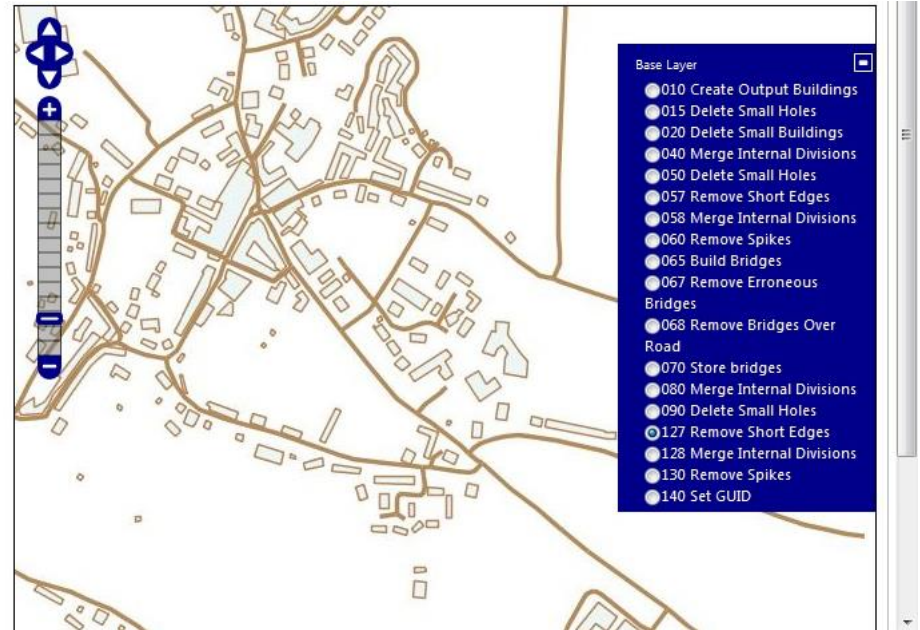 Base Layer
010 Create Output Buildings
015 Delete Small Holes
020 Delete Small Buildings
040 Merge Internal Divisions
050 Delete Small Holes
057 Remove Short Edges
058 Merge Internal Divisions
060 Remove Spikes
065 Build Bridges
067 Remove Erroneous
Bridges
068 Remove Bridges Over
Road
070 Store bridges
080 Merge Internal Divisions
090 Delete Small Holes
127 Remove Short Edges
128 Merge Internal Divisions
130 Remove Spikes
140 Set GUID